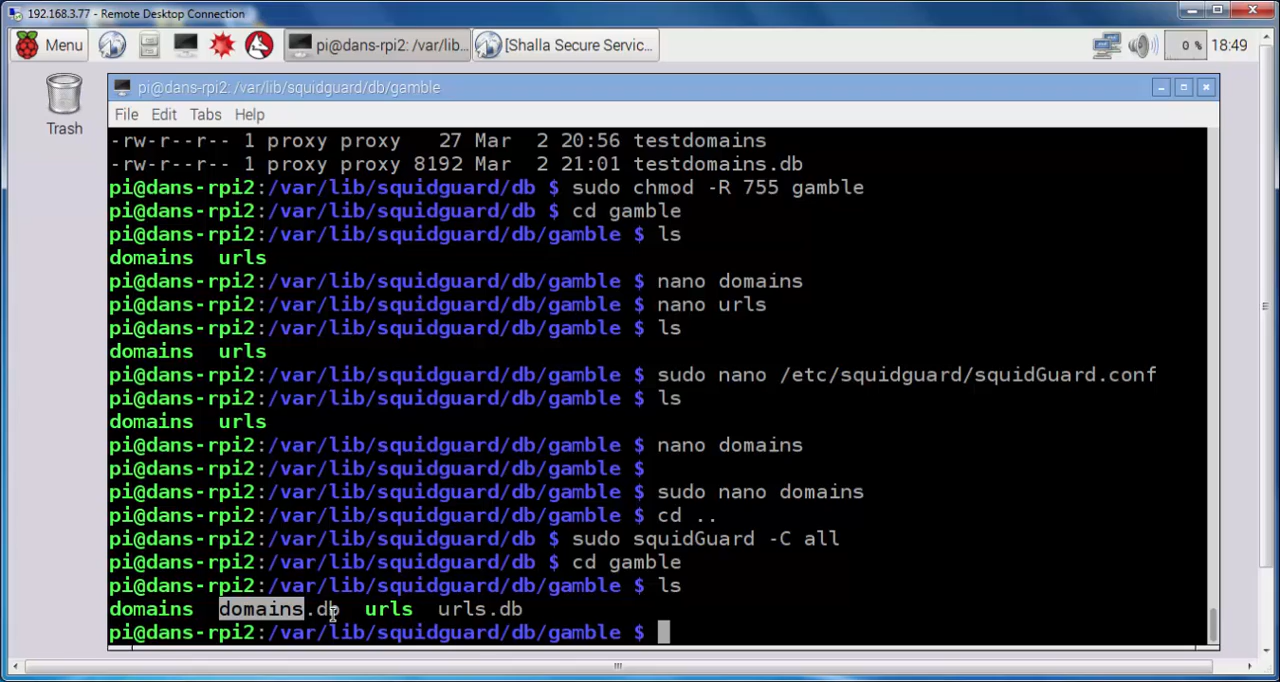 192.168.3.77 - Remote Desktop Connection
Menu pi@dans-rpi2: /var/lib... [Shalla Secure Servic... 0 % 18:49
Trash
pi@dans-rpi2: /var/lib/squidguard/db/gamble
File Edit Tabs Help
-rw-r--r-- 1 proxy proxy   27 Mar  2 20:56 testdomains
-rw-r--r-- 1 proxy proxy 8192 Mar  2 21:01 testdomains.db
pi@dans-rpi2:/var/lib/squidguard/db $ sudo chmod -R 755 gamble
pi@dans-rpi2:/var/lib/squidguard/db $ cd gamble
pi@dans-rpi2:/var/lib/squidguard/db/gamble $ ls
domains  urls
pi@dans-rpi2:/var/lib/squidguard/db/gamble $ nano domains
pi@dans-rpi2:/var/lib/squidguard/db/gamble $ nano urls
pi@dans-rpi2:/var/lib/squidguard/db/gamble $ ls
domains  urls
pi@dans-rpi2:/var/lib/squidguard/db/gamble $ sudo nano /etc/squidguard/squidGuard.conf
pi@dans-rpi2:/var/lib/squidguard/db/gamble $ ls
domains  urls
pi@dans-rpi2:/var/lib/squidguard/db/gamble $ nano domains
pi@dans-rpi2:/var/lib/squidguard/db/gamble $
pi@dans-rpi2:/var/lib/squidguard/db/gamble $ sudo nano domains
pi@dans-rpi2:/var/lib/squidguard/db/gamble $ cd ..
pi@dans-rpi2:/var/lib/squidguard/db $ sudo squidGuard -C all
pi@dans-rpi2:/var/lib/squidguard/db $ cd gamble
pi@dans-rpi2:/var/lib/squidguard/db/gamble $ ls
domains  domains.db  urls  urls.db
pi@dans-rpi2:/var/lib/squidguard/db/gamble $